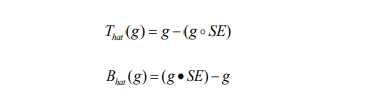 T_hat (g) = g − (g ∘ SE)
B_hat (g) = (g • SE) − g